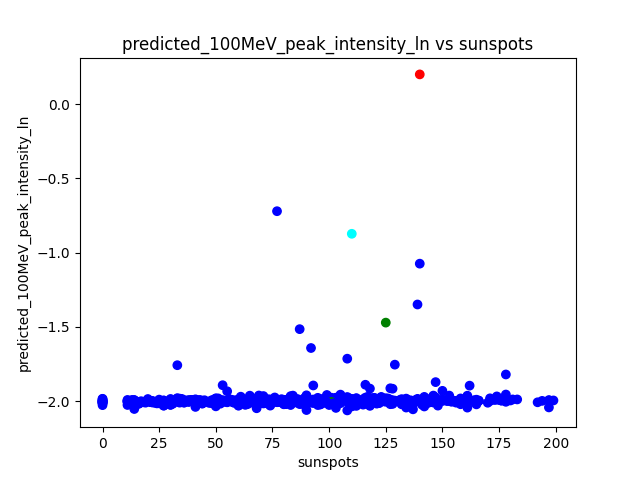 predicted_100MeV_peak_intensity_ln vs sunspots
predicted_100MeV_peak_intensity_ln
0.0
−0.5
−1.0
−1.5
−2.0
0 25 50 75 100 125 150 175 200
sunspots